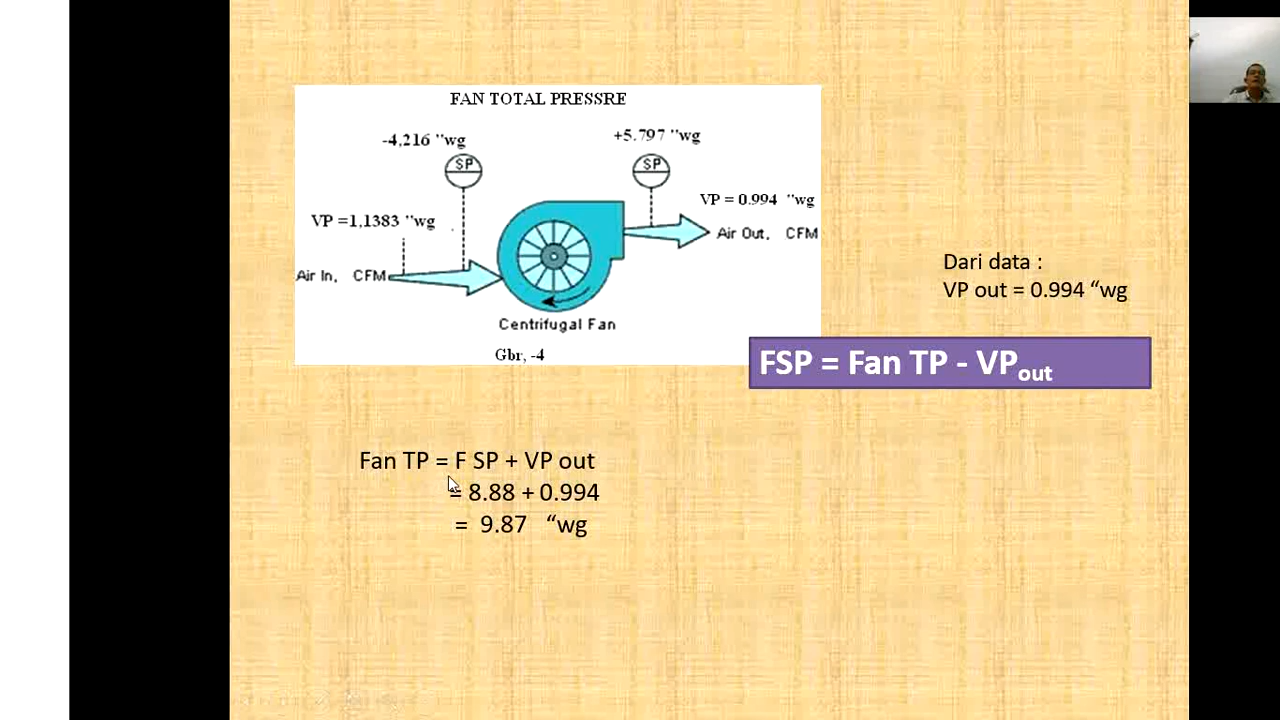 FAN TOTAL PRESSRE
-4,216 "wg
+5.797 "wg
SP
SP
VP = 0.994 "wg
VP =1,1383 "wg
Air Out, CFM
Air In, CFM
Centrifugal Fan
Gbr, -4
Dari data :
VP out = 0.994 “wg
FSP = Fan TP - VPout
Fan TP = F SP + VP out
= 8.88 + 0.994
= 9.87 “wg